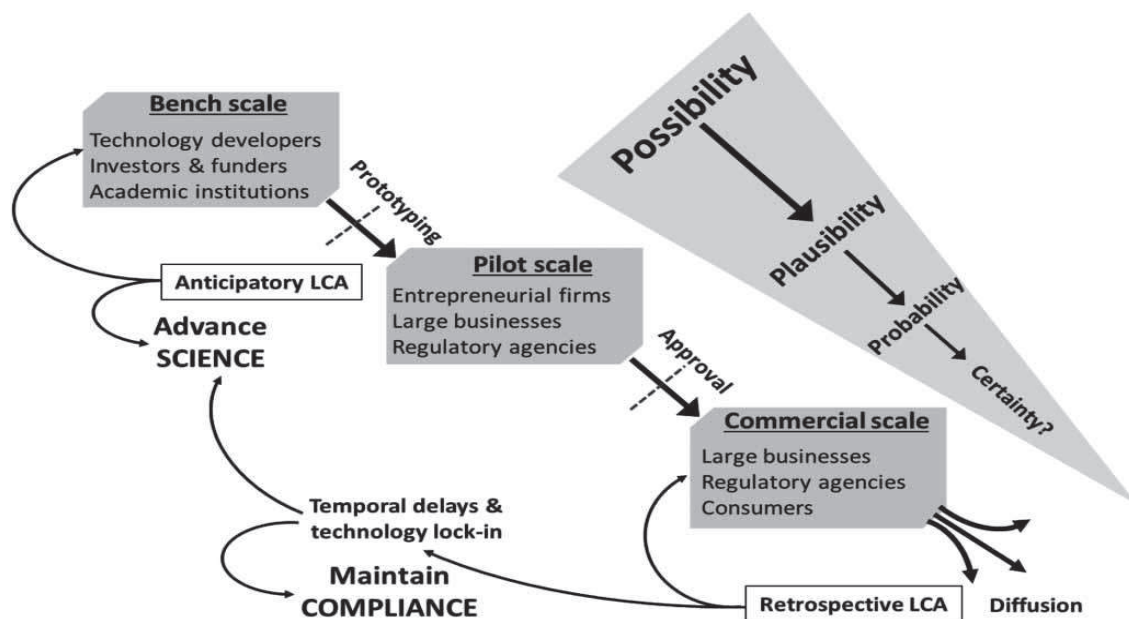 Bench scale
Technology developers
Investors & funders
Academic institutions
Prototyping
Anticipatory LCA
Advance
SCIENCE
Pilot scale
Entrepreneurial firms
Large businesses
Regulatory agencies
Approval
Commercial scale
Large businesses
Regulatory agencies
Consumers
Temporal delays &
technology lock-in
Maintain
COMPLIANCE
Retrospective LCA
Diffusion
Possibility
Plausibility
Probability
Certainty?